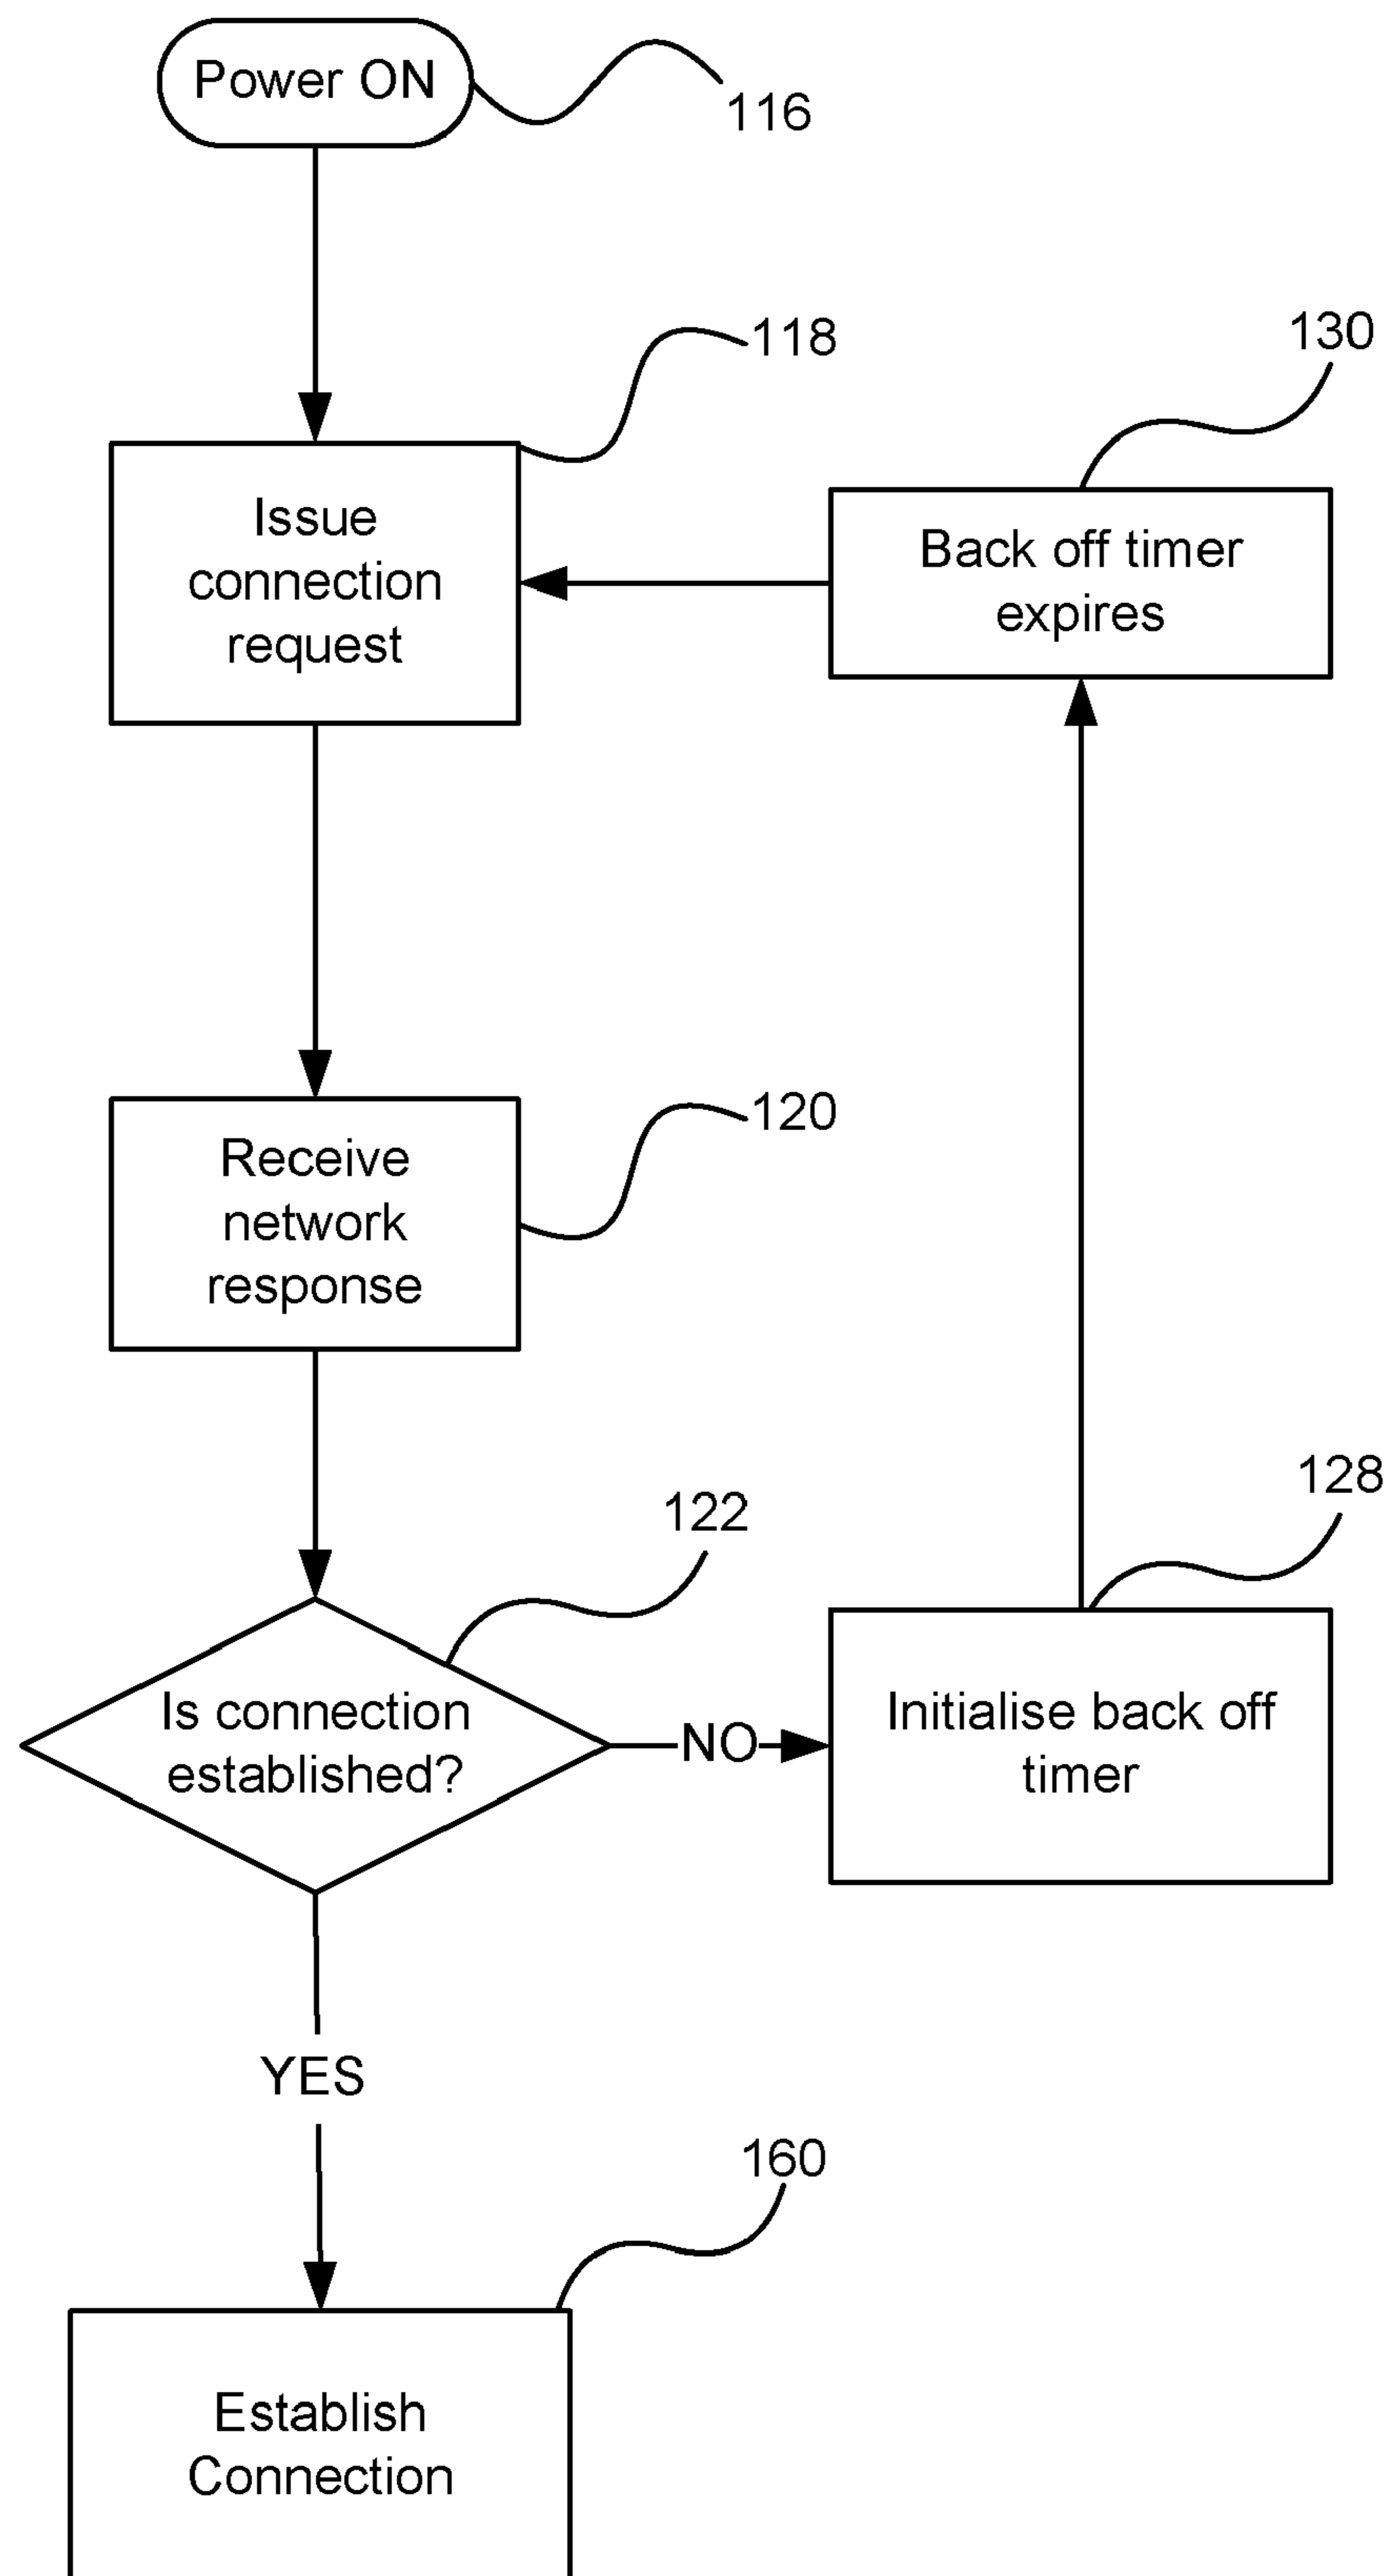 Power ON
116
118
130
Issue
connection
request
Back off timer
expires
120
Receive
network
response
122
128
Is connection
established?
NO
Initialise back off
timer
YES
160
Establish
Connection